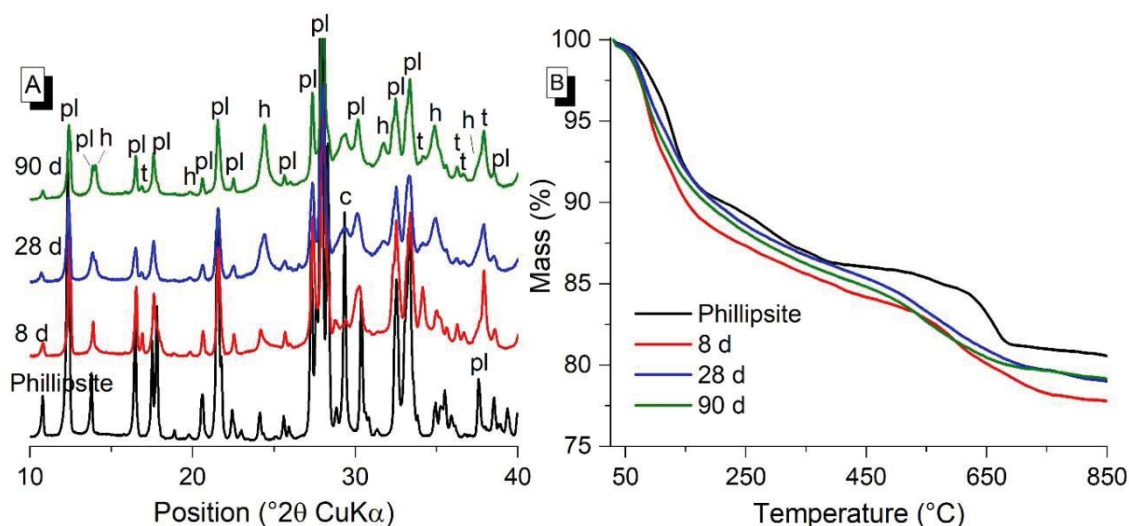 A
pl
pl
h
t
pl
h
pl
pl
pl
h
pl
pl
pl
h
pl
pl
t
h
t
h
t
t
pl
90 d
28 d
c
8 d
Phillipsite
pl
10
20
30
40
Position (°2θ CuKα)
B
100
95
90
85
80
75
Mass (%)
Phillipsite
8 d
28 d
90 d
50
250
450
650
850
Temperature (°C)